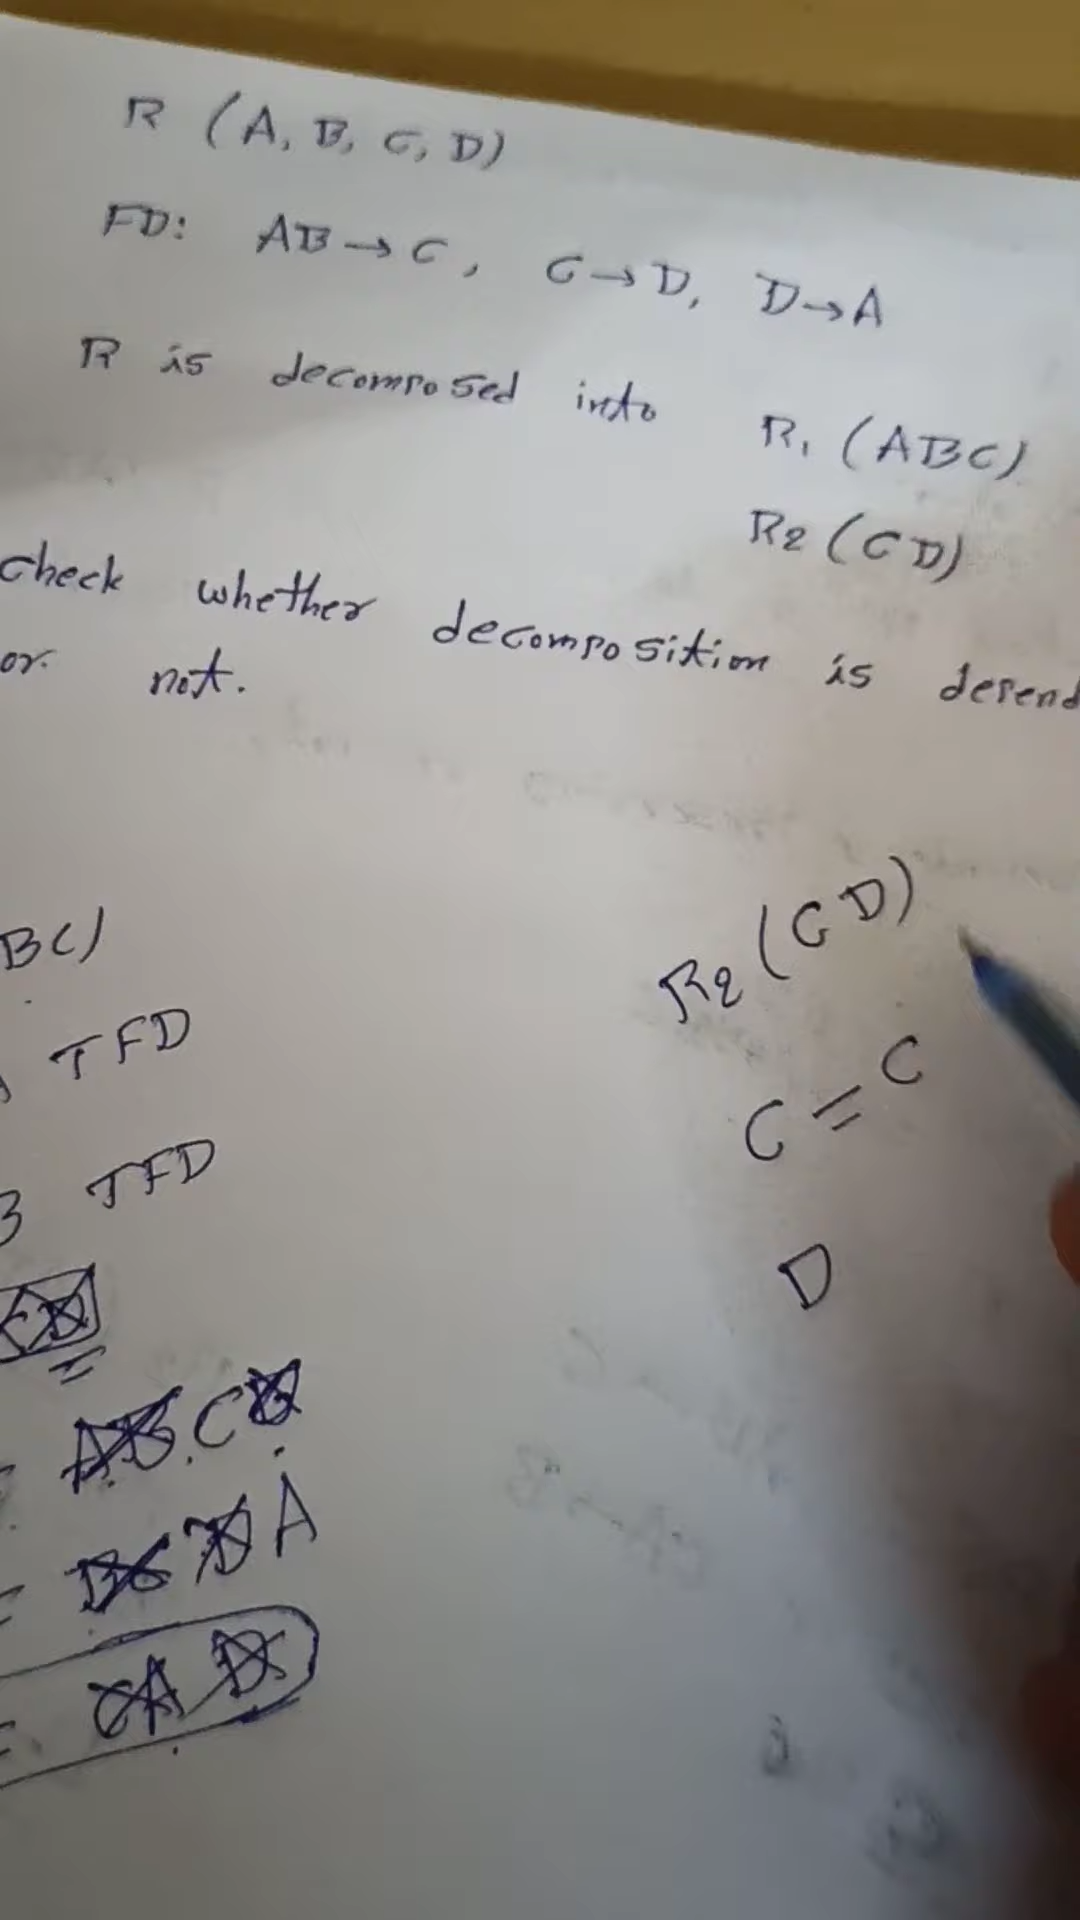 R (A, B, C, D)
FD: AB → C, C → D, D → A
R is decomposed into R1 (ABC)
R2 (CD)
check whether decomposition is depend
or not.
BC)
TFD
TFD
R2 (CD)
C = C
D
C
A